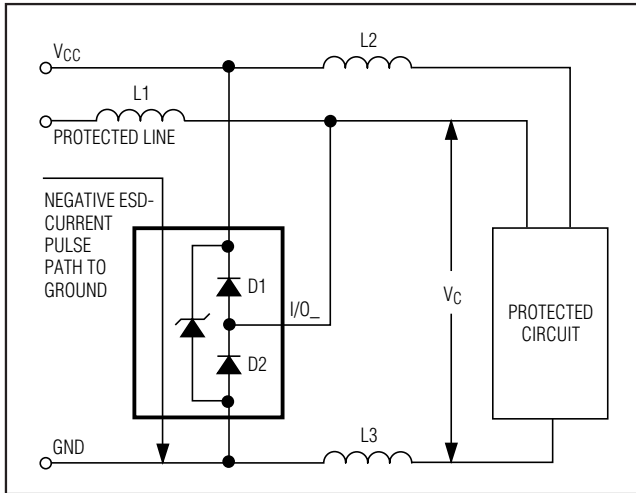 VCC
L2
L1
PROTECTED LINE
NEGATIVE ESD-
CURRENT
PULSE
PATH TO
GROUND
D1
I/O_
D2
VC
PROTECTED
CIRCUIT
GND
L3